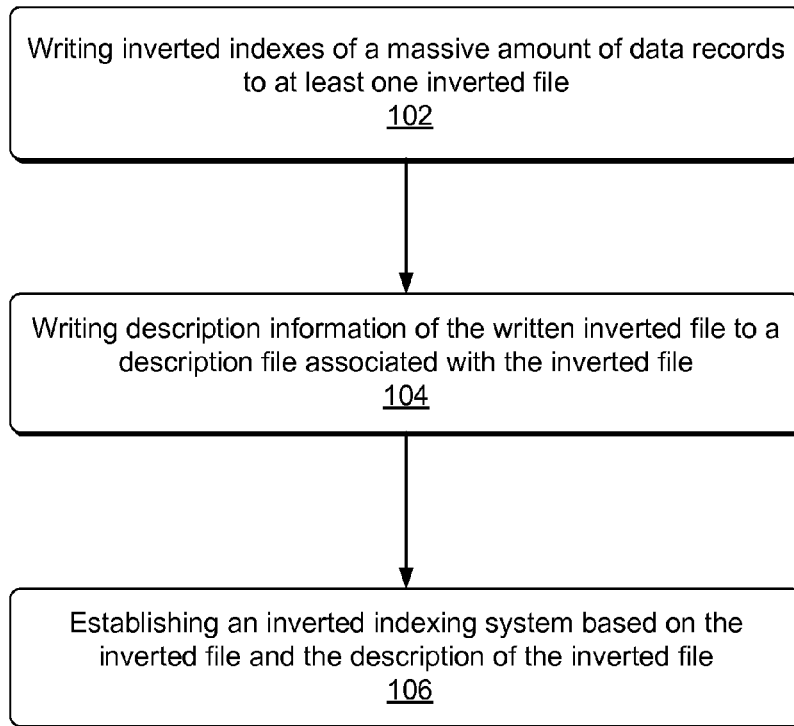 Writing inverted indexes of a massive amount of data records
to at least one inverted file
102
Writing description information of the written inverted file to a
description file associated with the inverted file
104
Establishing an inverted indexing system based on the
inverted file and the description of the inverted file
106